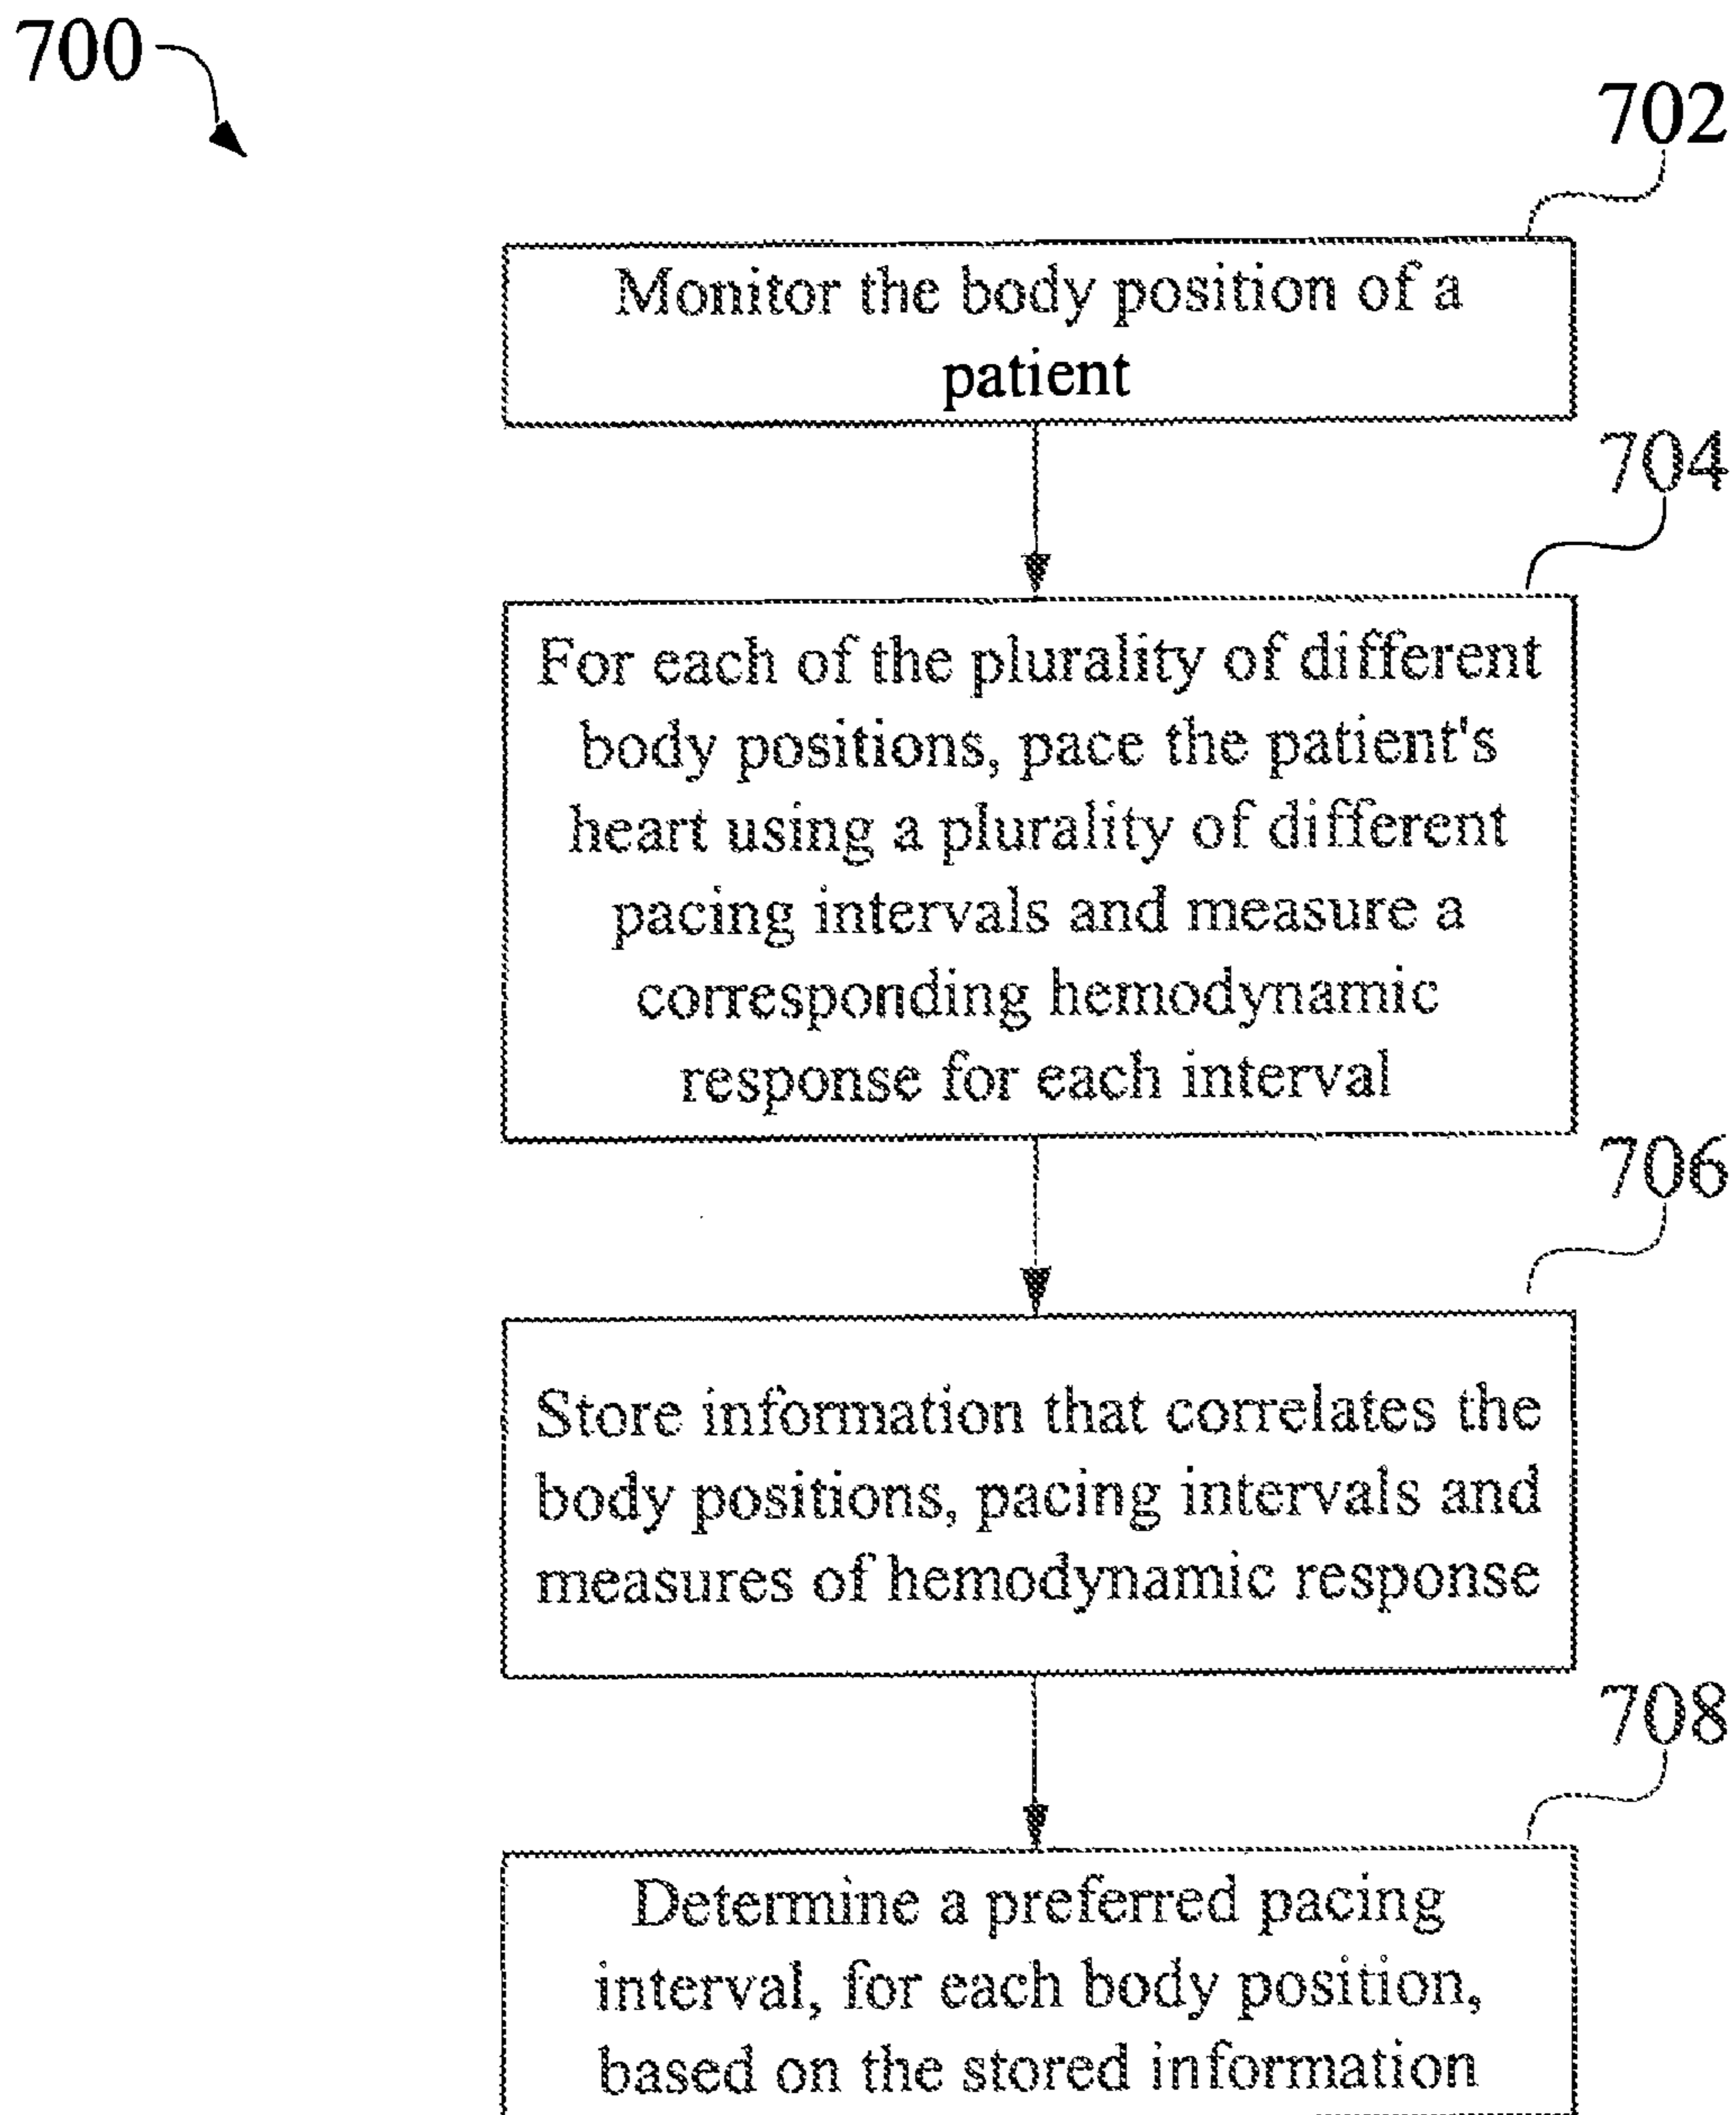 700
702
Monitor the body position of a
patient
704
For each of the plurality of different
body positions, pace the patient's
heart using a plurality of different
pacing intervals and measure a
corresponding hemodynamic
response for each interval
706
Store information that correlates the
body positions, pacing intervals and
measures of hemodynamic response
708
Determine a preferred pacing
interval, for each body position,
based on the stored information